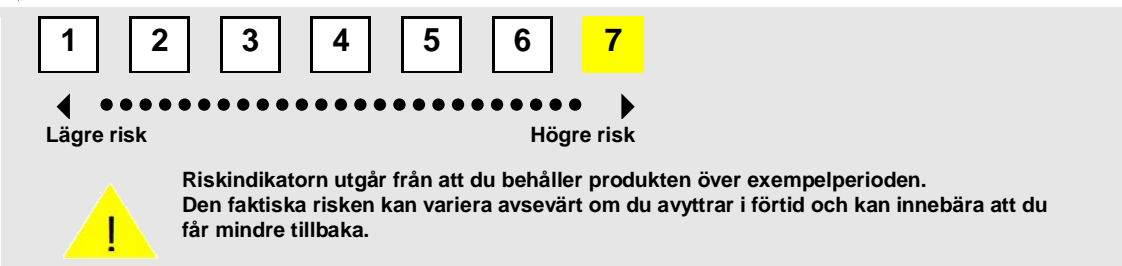 1 2 3 4 5 6 7
Lägre risk Högre risk
Riskindikatorn utgår från att du behåller produkten över exempelperioden.
Den faktiska risken kan variera avsevärt om du avyttrar i förtid och kan innebära att du
får mindre tillbaka.
!